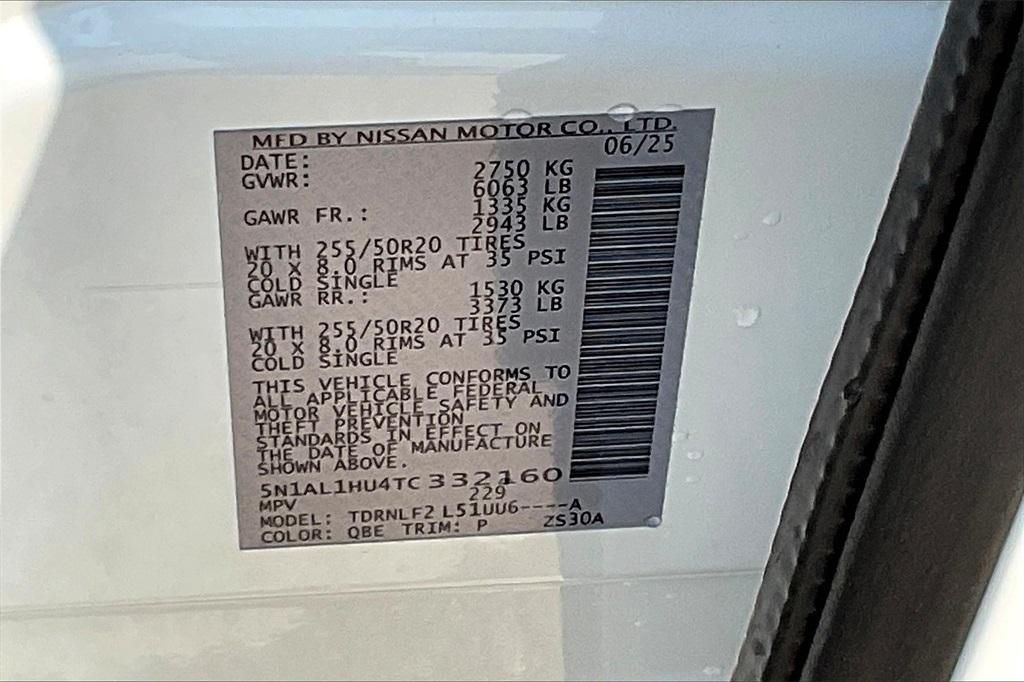 MFD BY NISSAN MOTOR CO., LTD.
DATE: 06/25
GVWR: 2750 KG
6063 LB
GAWR FR.: 1335 KG
2943 LB
WITH 255/50R20 TIRES
20 X 8.0 RIMS AT 35 PSI
COLD SINGLE
GAWR RR.: 1530 KG
3373 LB
WITH 255/50R20 TIRES
20 X 8.0 RIMS AT 35 PSI
COLD SINGLE
THIS VEHICLE CONFORMS TO
ALL APPLICABLE FEDERAL
MOTOR VEHICLE SAFETY AND
THEFT PREVENTION
STANDARDS IN EFFECT ON
THE DATE OF MANUFACTURE
SHOWN ABOVE.
5N1AL1HU4TC 332160
MPV 229
MODEL: TDRNLF2 L51UU6----A
COLOR: QBE TRIM: P ZS30A